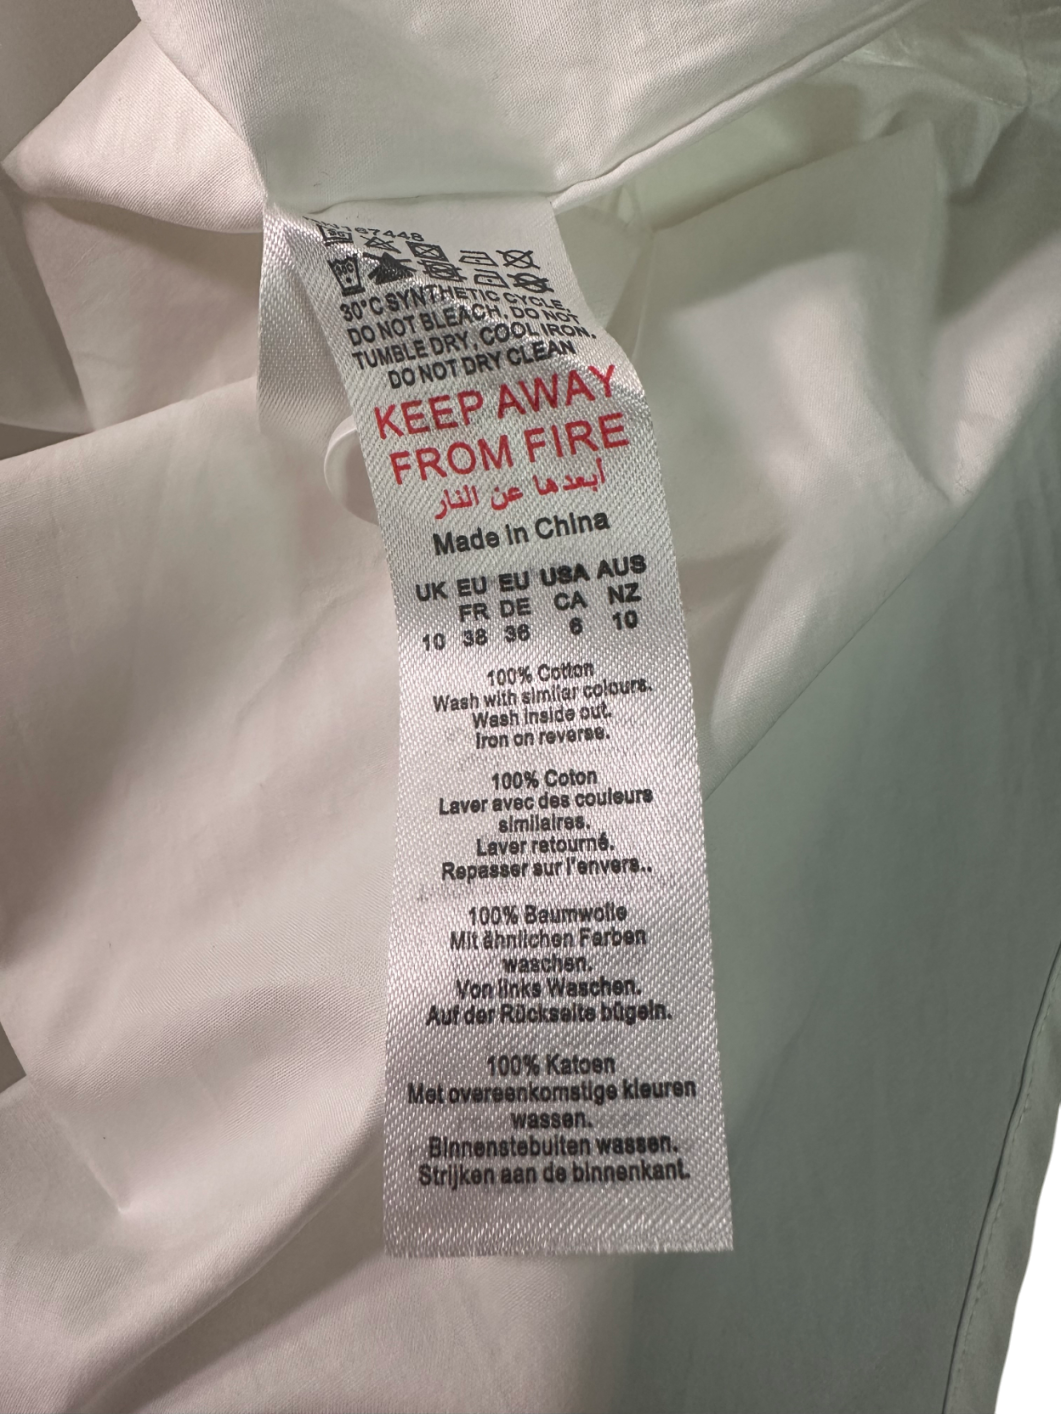 30°C SYNTHETIC CYCLE,
DO NOT BLEACH, DO NOT
TUMBLE DRY, COOL IRON,
DO NOT DRY CLEAN
KEEP AWAY
FROM FIRE
أبعدها عن النار
Made in China
UK EU EU USA AUS
FR DE CA NZ
10 38 36 6 10
100% Cotton
Wash with similar colours.
Wash inside out.
Iron on reverse.
100% Coton
Laver avec des couleurs
similaires.
Laver retourné.
Repasser sur l'envers..
100% Baumwolle
Mit ähnlichen Farben
waschen.
Von links Waschen.
Auf der Rückseite bügeln.
100% Katoen
Met overeenkomstige kleuren
wassen.
Binnenstebuiten wassen.
Strijken aan de binnenkant.